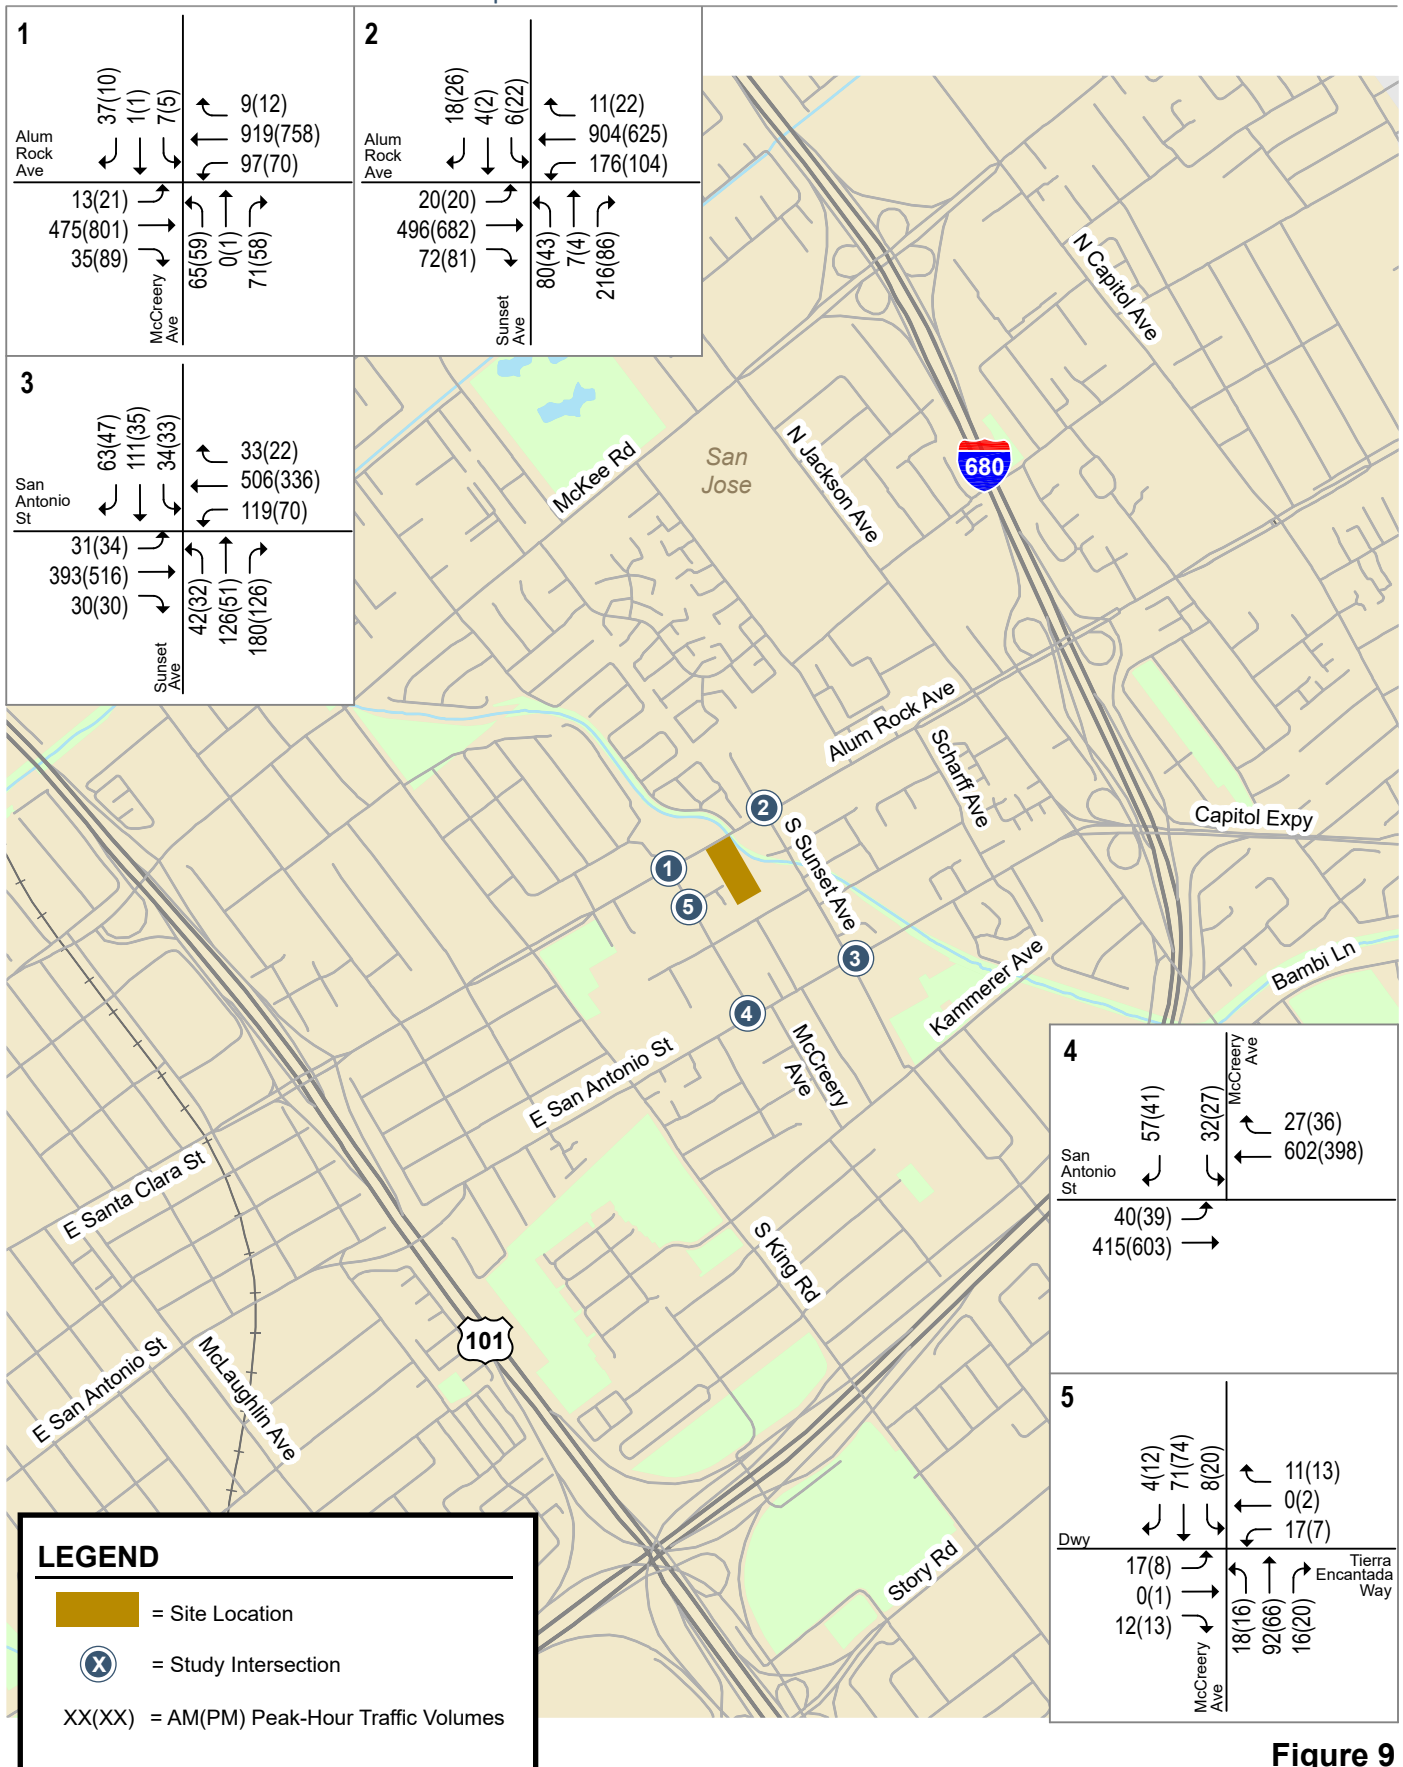 1
37(10)
1(1)
7(5)
9(12)
919(758)
97(70)
Alum
Rock
Ave
13(21)
475(801)
35(89)
65(59)
0(1)
71(58)
McCreery
Ave
2
18(26)
4(2)
6(22)
11(22)
904(625)
176(104)
Alum
Rock
Ave
20(20)
496(682)
72(81)
80(43)
7(4)
216(86)
Sunset
Ave
3
63(47)
111(35)
34(33)
33(22)
506(336)
119(70)
San
Antonio
St
31(34)
393(516)
30(30)
42(32)
126(51)
180(126)
Sunset
Ave
N Capitol Ave
McKee Rd
San
Jose
N Jackson Ave
680
Alum Rock Ave
Scharff Ave
Capitol Expy
2
S Sunset Ave
1
5
3
4
Kammerer Ave
Bambi Ln
McCreery
Ave
E San Antonio St
E Santa Clara St
S King Rd
101
E San Antonio St
McLaughlin Ave
Story Rd
4
57(41)
32(27)
McCreery
Ave
27(36)
602(398)
San
Antonio
St
40(39)
415(603)
5
4(12)
71(74)
8(20)
11(13)
0(2)
17(7)
Dwy
17(8)
0(1)
12(13)
18(16)
92(66)
16(20)
Tierra
Encantada
Way
McCreery
Ave
LEGEND
= Site Location
X = Study Intersection
XX(XX) = AM(PM) Peak-Hour Traffic Volumes
Figure 9